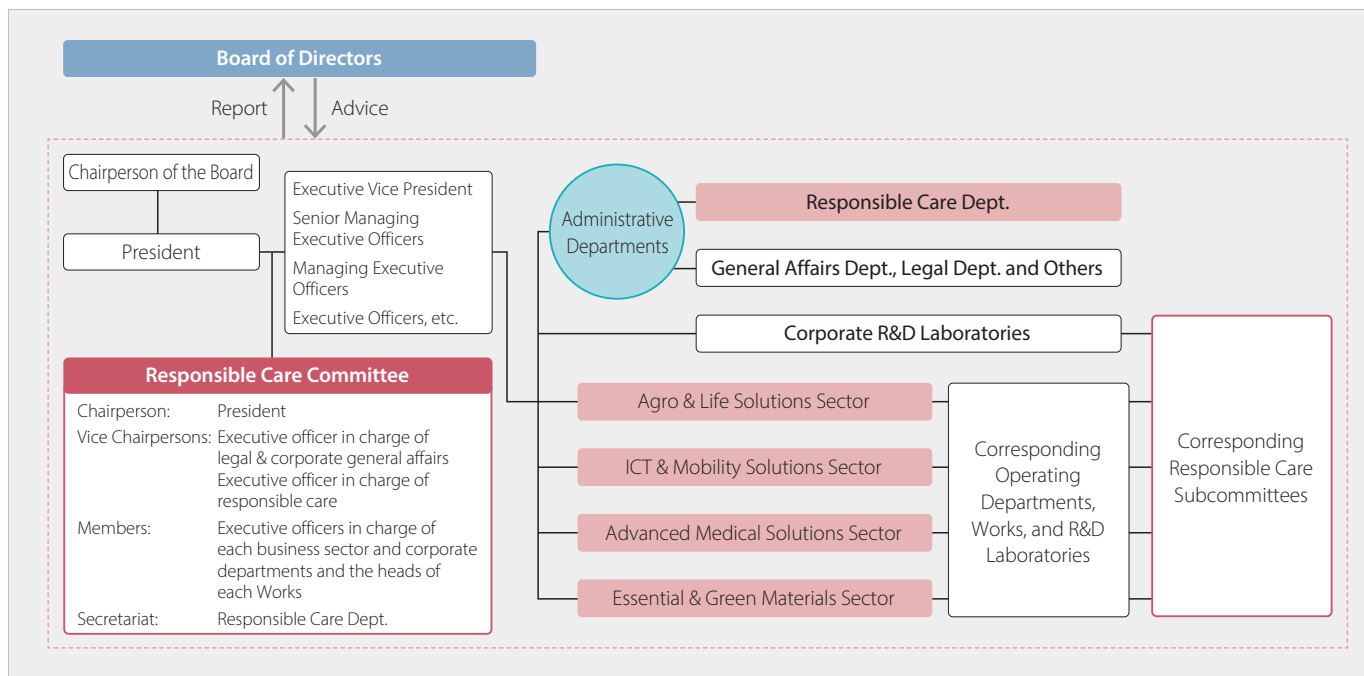 Board of Directors
Report
Advice
Chairperson of the Board
President
Executive Vice President
Senior Managing
Executive Officers
Managing Executive
Officers
Executive Officers, etc.
Administrative
Departments
Responsible Care Dept.
General Affairs Dept., Legal Dept. and Others
Corporate R&D Laboratories
Agro & Life Solutions Sector
ICT & Mobility Solutions Sector
Advanced Medical Solutions Sector
Essential & Green Materials Sector
Corresponding
Operating
Departments,
Works, and R&D
Laboratories
Corresponding
Responsible Care
Subcommittees
Responsible Care Committee
Chairperson: President
Vice Chairpersons: Executive officer in charge of
legal & corporate general affairs
Executive officer in charge of
responsible care
Members: Executive officers in charge of
each business sector and corporate
departments and the heads of
each Works
Secretariat: Responsible Care Dept.